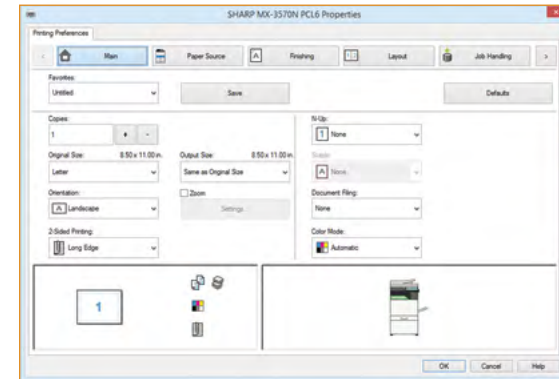 SHARP MX-3570N PCL6 Properties
Printing Preferences
Main Paper Source A Finishing Layout Job Handling
Favorites:
Untitled Save Defaults
Copies: N-Up:
1 + - 1 None
Original Size: 8.50 x 11.00 in. Output Size: 8.50 x 11.00 in. Staple:
Letter Same as Original Size A None
Orientation: Zoom Document Filing:
A Landscape Settings None
2-Sided Printing: Color Mode:
Long Edge Automatic
1
OK Cancel Help